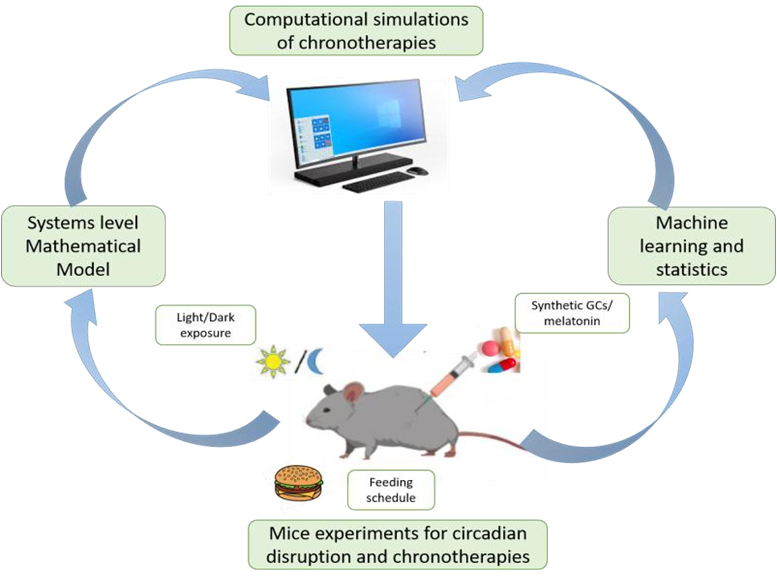 Computational simulations
of chronotherapies
Systems level
Mathematical
Model
Machine
learning and
statistics
Light/Dark
exposure
Synthetic GCs/
melatonin
/
Feeding
schedule
Mice experiments for circadian
disruption and chronotherapies